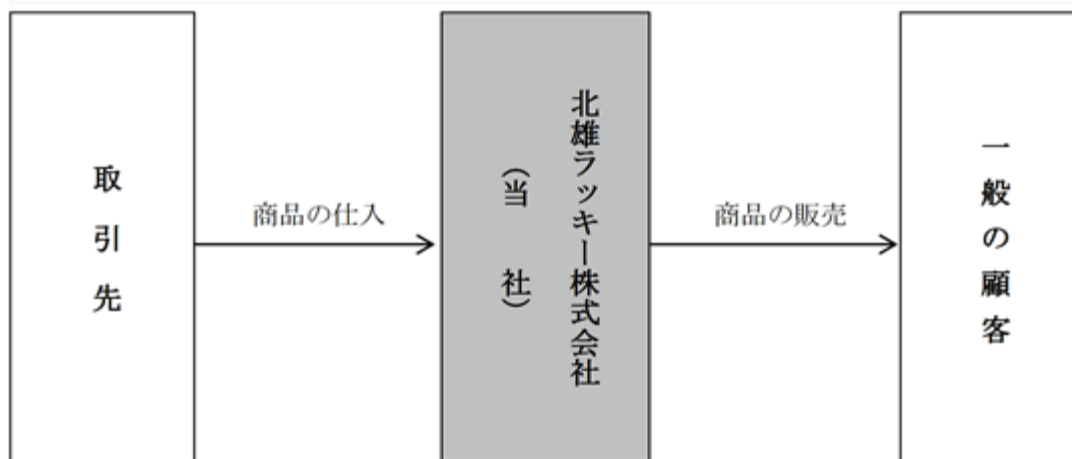 取引先
商品の仕入
北雄ラッキー株式会社
（当　　社）
商品の販売
一般の顧客